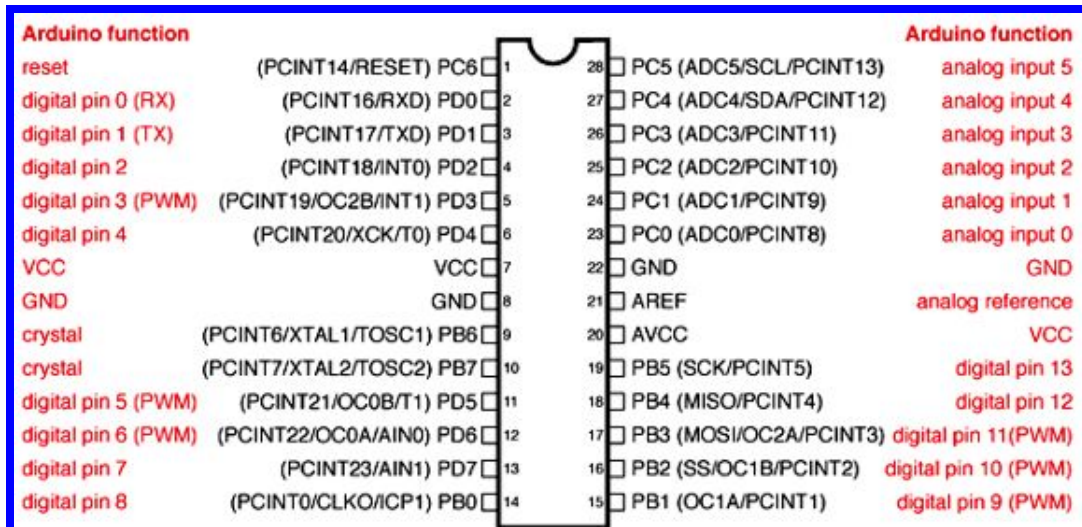 Arduino function Arduino function
reset (PCINT14/RESET) PC6 1 28 PC5 (ADC5/SCL/PCINT13) analog input 5
digital pin 0 (RX) (PCINT16/RXD) PD0 2 27 PC4 (ADC4/SDA/PCINT12) analog input 4
digital pin 1 (TX) (PCINT17/TXD) PD1 3 26 PC3 (ADC3/PCINT11) analog input 3
digital pin 2 (PCINT18/INT0) PD2 4 25 PC2 (ADC2/PCINT10) analog input 2
digital pin 3 (PWM) (PCINT19/OC2B/INT1) PD3 5 24 PC1 (ADC1/PCINT9) analog input 1
digital pin 4 (PCINT20/XCK/T0) PD4 6 23 PC0 (ADC0/PCINT8) analog input 0
VCC VCC 7 22 GND GND
GND GND 8 21 AREF analog reference
crystal (PCINT6/XTAL1/TOSC1) PB6 9 20 AVCC VCC
crystal (PCINT7/XTAL2/TOSC2) PB7 10 19 PB5 (SCK/PCINT5) digital pin 13
digital pin 5 (PWM) (PCINT21/OC0B/T1) PD5 11 18 PB4 (MISO/PCINT4) digital pin 12
digital pin 6 (PWM) (PCINT22/OC0A/AIN0) PD6 12 17 PB3 (MOSI/OC2A/PCINT3) digital pin 11(PWM)
digital pin 7 (PCINT23/AIN1) PD7 13 16 PB2 (SS/OC1B/PCINT2) digital pin 10 (PWM)
digital pin 8 (PCINT0/CLKO/ICP1) PB0 14 15 PB1 (OC1A/PCINT1) digital pin 9 (PWM)